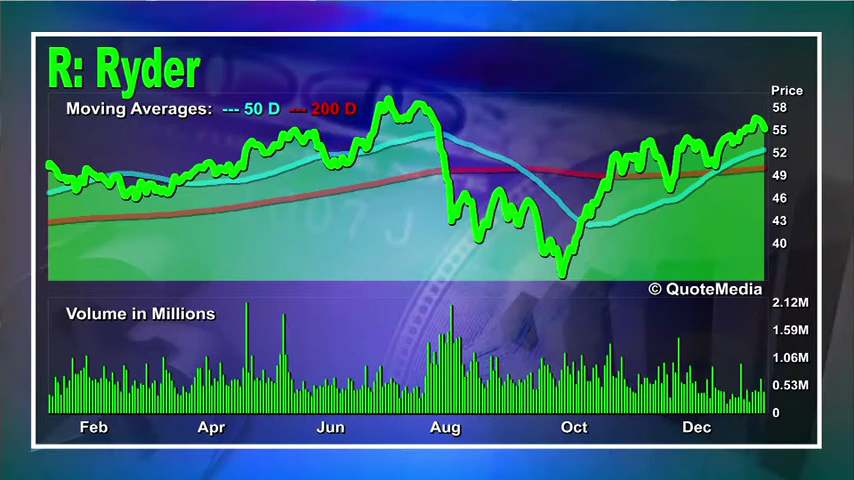 R: Ryder
Price
Moving Averages: --- 50 D --- 200 D
58
55
52
49
46
43
40
© QuoteMedia
Volume in Millions
2.12M
1.59M
1.06M
0.53M
0
Feb Apr Jun Aug Oct Dec